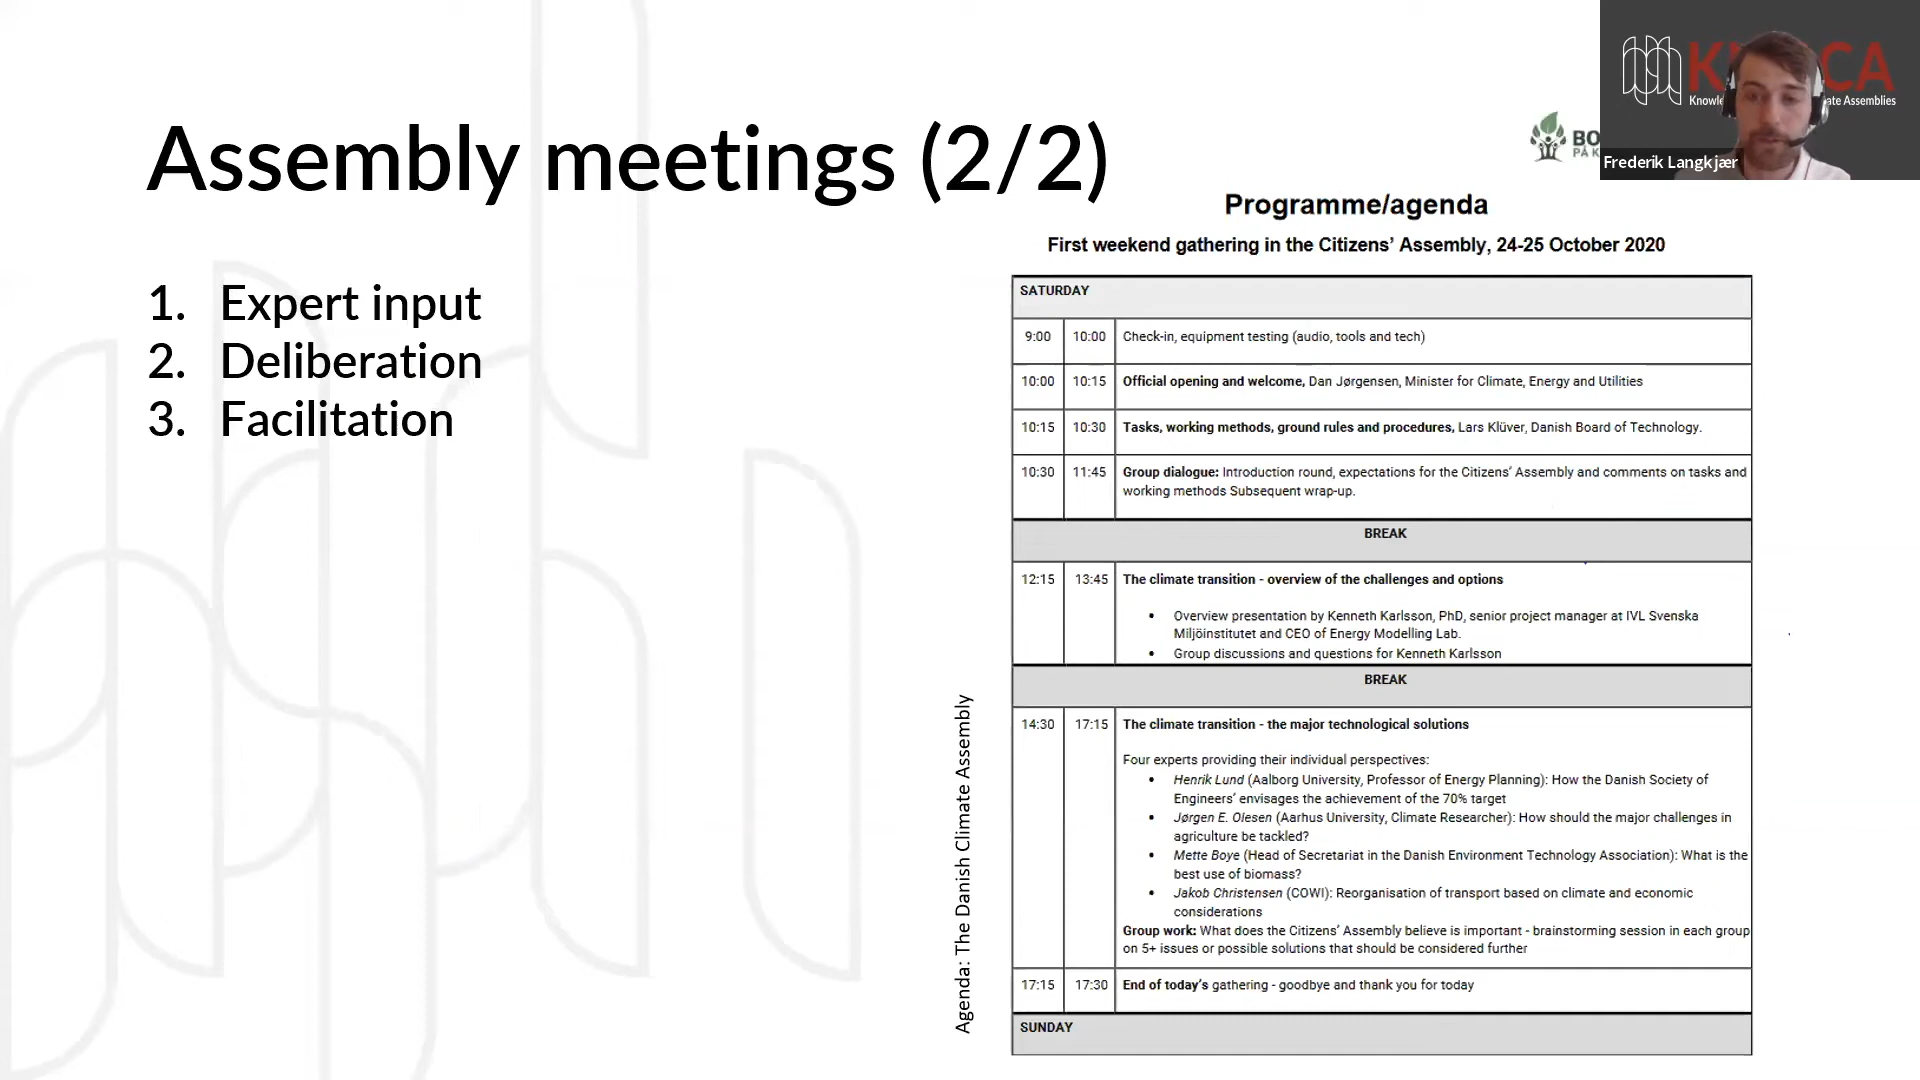 Assembly meetings (2/2)
1. Expert input
2. Deliberation
3. Facilitation
Frederik Langkjær
ate Assemblies
Programme/agenda
First weekend gathering in the Citizens’ Assembly, 24-25 October 2020
SATURDAY
9:00 10:00 Check-in, equipment testing (audio, tools and tech)
10:00 10:15 Official opening and welcome, Dan Jørgensen, Minister for Climate, Energy and Utilities
10:15 10:30 Tasks, working methods, ground rules and procedures, Lars Klüver, Danish Board of Technology.
10:30 11:45 Group dialogue: Introduction round, expectations for the Citizens’ Assembly and comments on tasks and
working methods Subsequent wrap-up.
BREAK
12:15 13:45 The climate transition - overview of the challenges and options
• Overview presentation by Kenneth Karlsson, PhD, senior project manager at IVL Svenska
Miljöinstitutet and CEO of Energy Modelling Lab.
• Group discussions and questions for Kenneth Karlsson
BREAK
14:30 17:15 The climate transition - the major technological solutions
Four experts providing their individual perspectives:
• Henrik Lund (Aalborg University, Professor of Energy Planning): How the Danish Society of
Engineers’ envisages the achievement of the 70% target
• Jørgen E. Olesen (Aarhus University, Climate Researcher): How should the major challenges in
agriculture be tackled?
• Mette Boye (Head of Secretariat in the Danish Environment Technology Association): What is the
best use of biomass?
• Jakob Christensen (COWI): Reorganisation of transport based on climate and economic
considerations
Group work: What does the Citizens’ Assembly believe is important - brainstorming session in each group
on 5+ issues or possible solutions that should be considered further
17:15 17:30 End of today’s gathering - goodbye and thank you for today
SUNDAY
Agenda: The Danish Climate Assembly